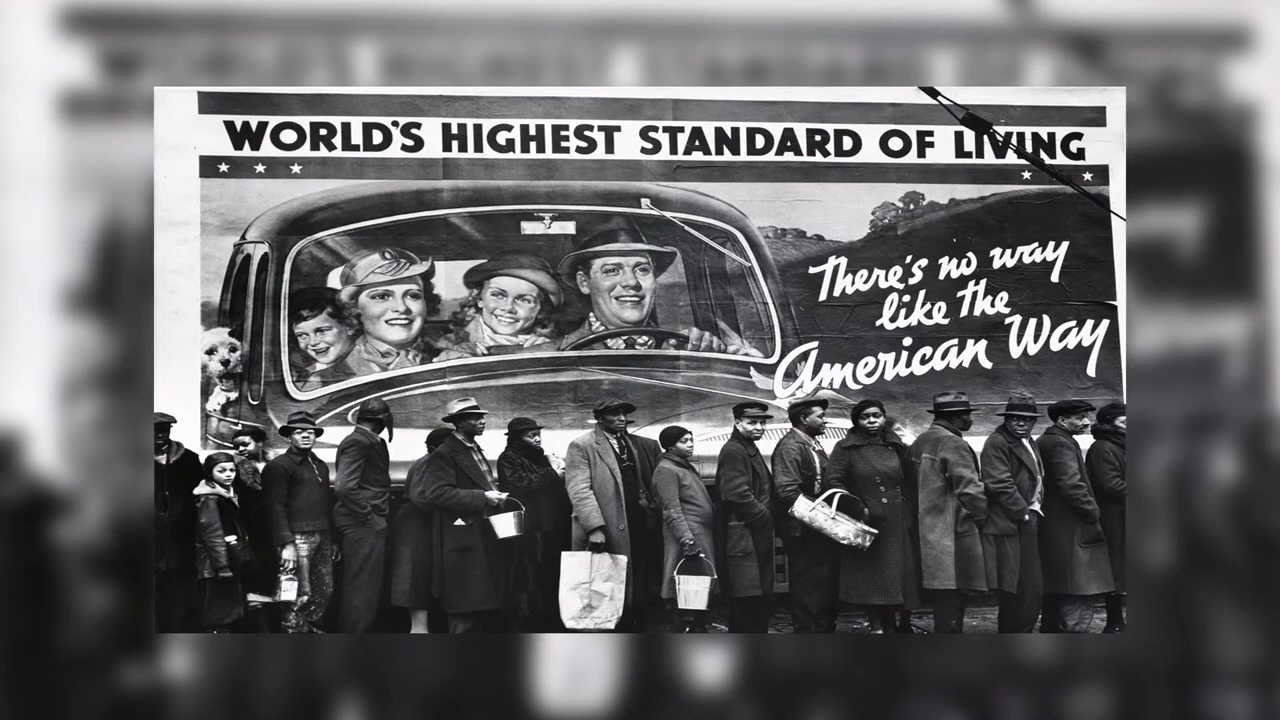 WORLD'S HIGHEST STANDARD OF LIVING
There's no way
like the
American Way